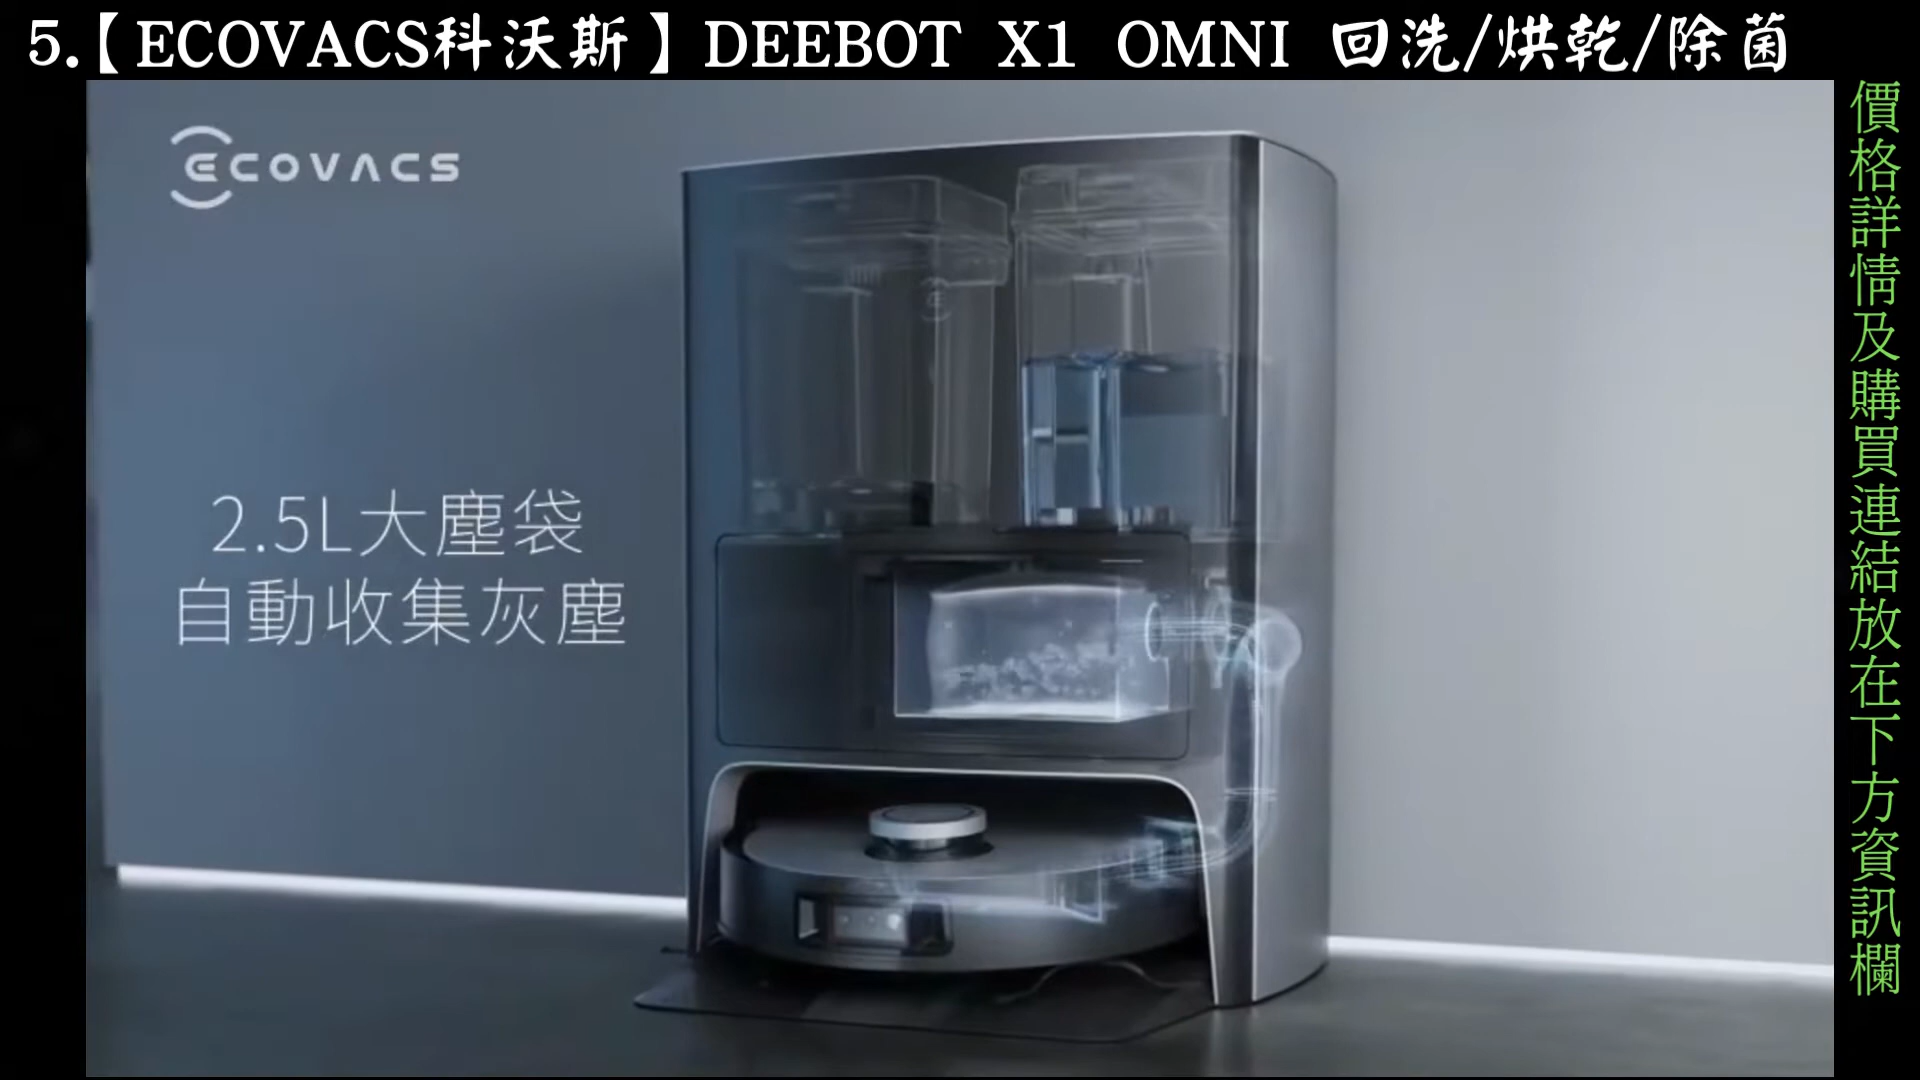 5.【ECOVACS科沃斯】DEEBOT X1 OMNI 回洗/烘乾/除菌
ECOVACS
2.5L大塵袋
自動收集灰塵
價格詳情及購買連結放在下方資訊欄